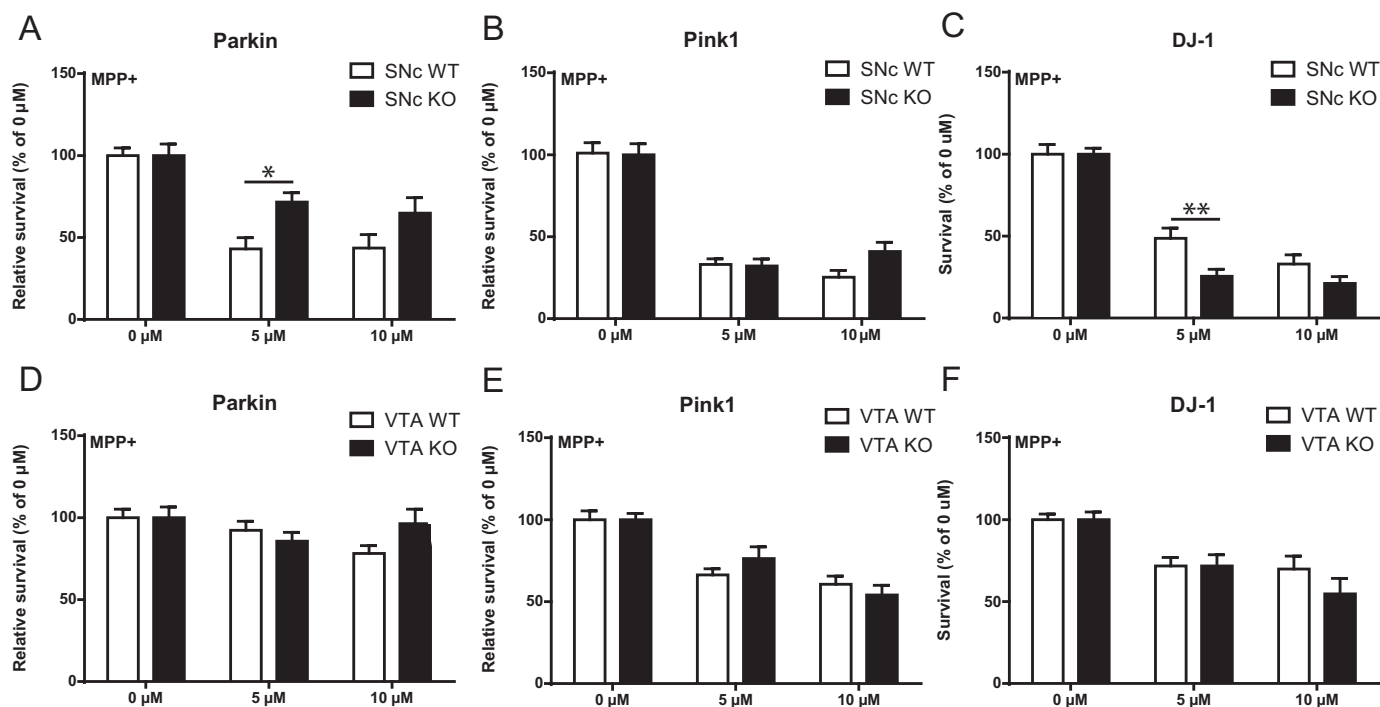 A
Parkin
MPP+
SNc WT
SNc KO
Relative survival (% of 0 µM)
150
100
50
0
*
0 µM
5 µM
10 µM
B
Pink1
MPP+
SNc WT
SNc KO
Relative survival (% of 0 µM)
150
100
50
0
0 µM
5 µM
10 µM
C
DJ-1
MPP+
SNc WT
SNc KO
Survival (% of 0 uM)
150
100
50
0
**
0 µM
5 µM
10 µM
D
Parkin
MPP+
VTA WT
VTA KO
Relative survival (% of 0 µM)
150
100
50
0
0 µM
5 µM
10 µM
E
Pink1
MPP+
VTA WT
VTA KO
Relative survival (% of 0 µM)
150
100
50
0
0 µM
5 µM
10 µM
F
DJ-1
MPP+
VTA WT
VTA KO
Survival (% of 0 uM)
150
100
50
0
0 µM
5 µM
10 µM